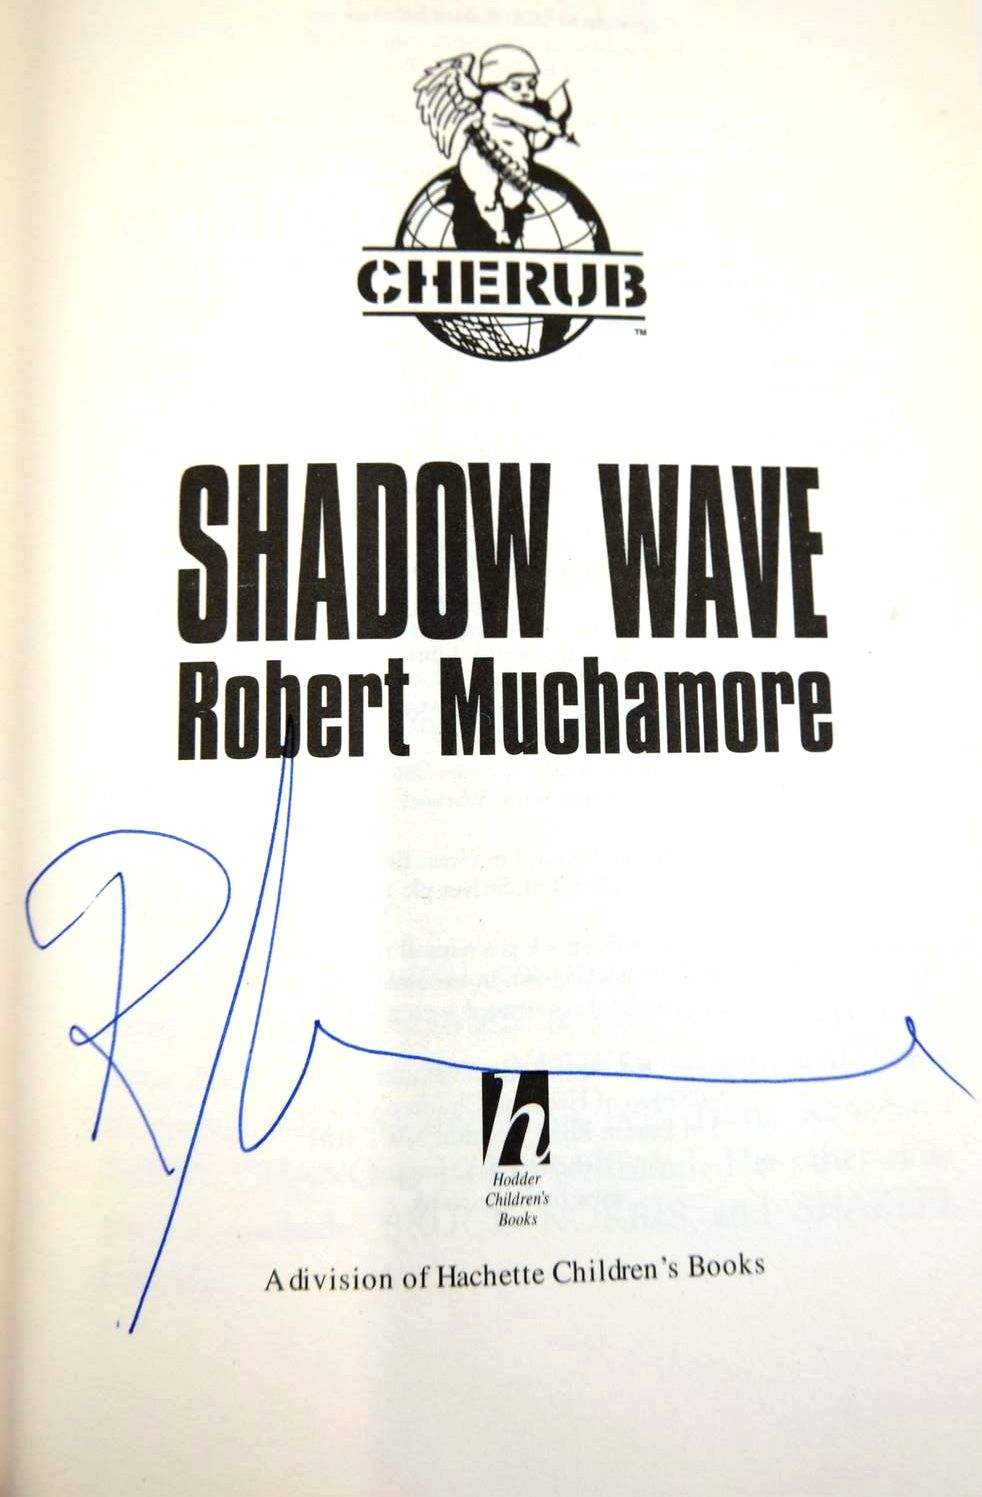 CHERUB
TM
SHADOW WAVE
Robert Muchamore
h
Hodder
Children's
Books
A division of Hachette Children's Books